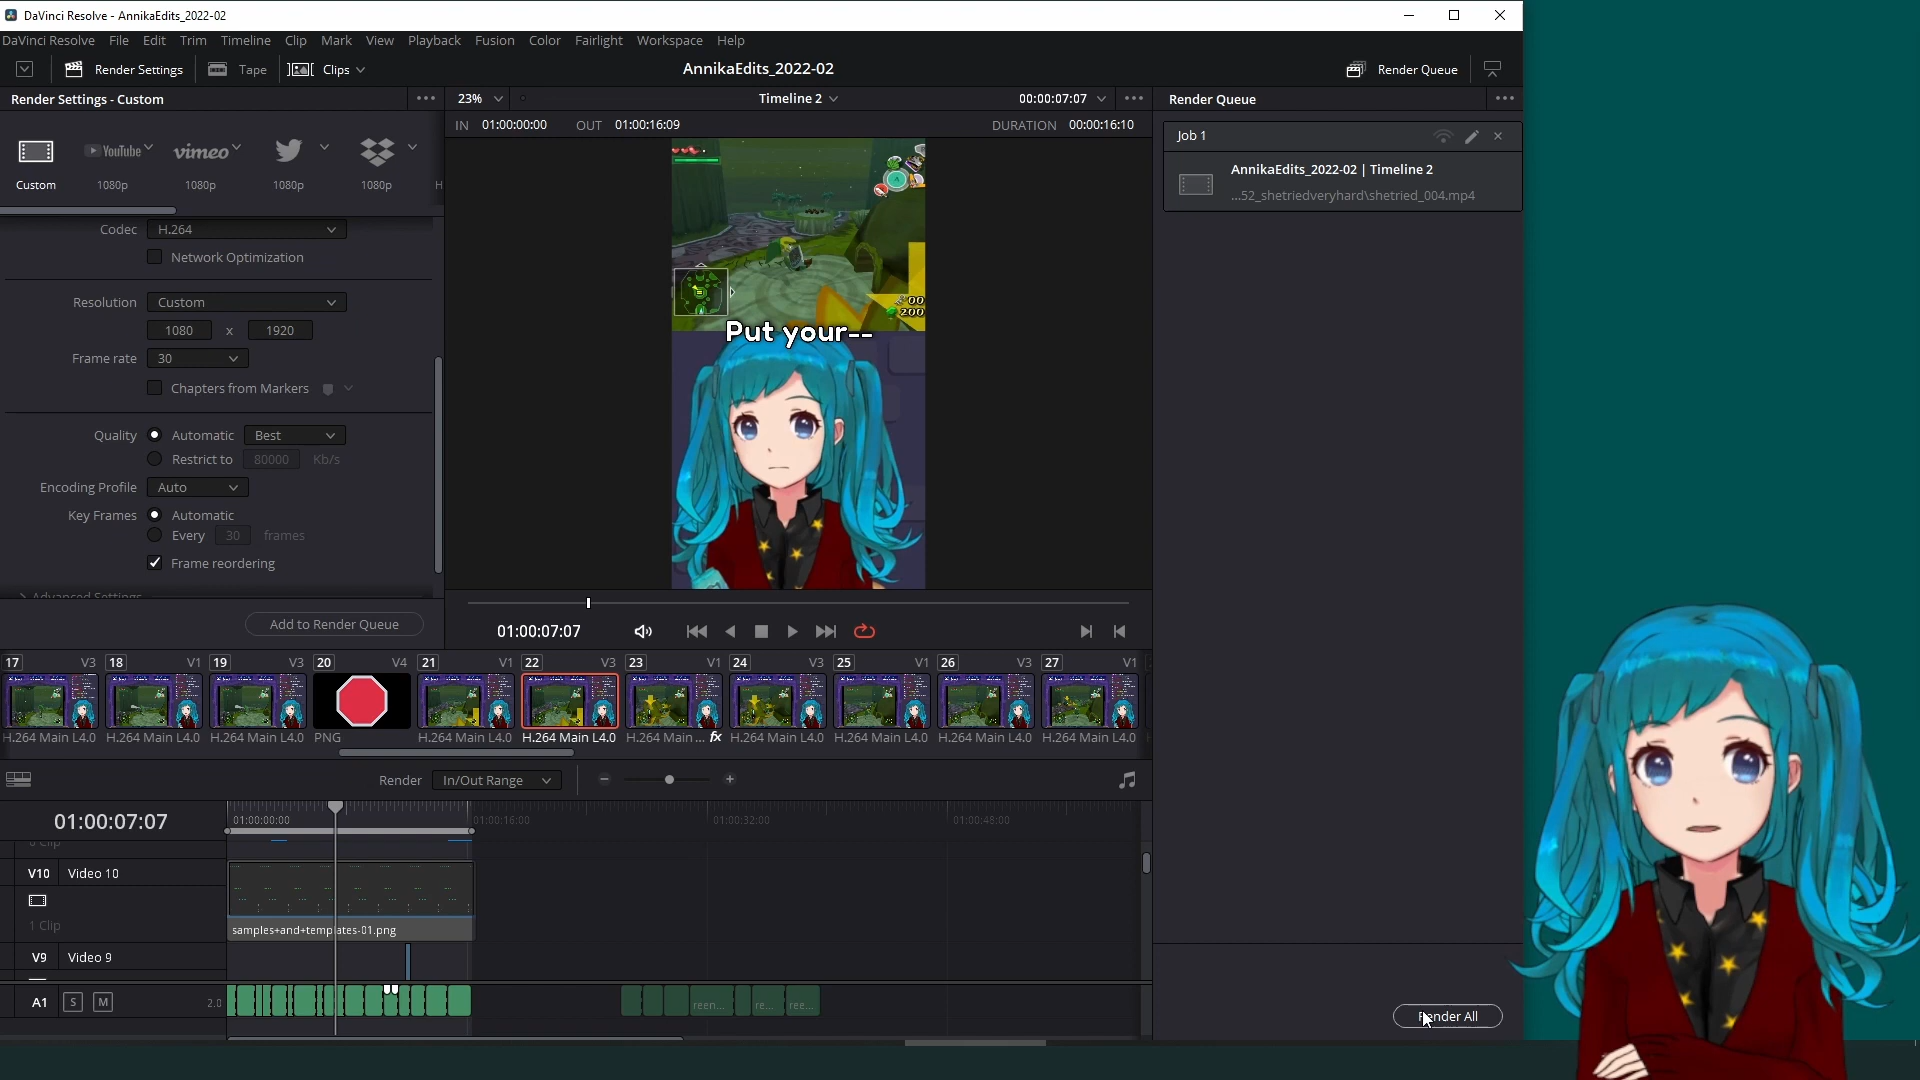 DaVinci Resolve - AnnikaEdits_2022-02
DaVinci Resolve File Edit Trim Timeline Clip Mark View Playback Fusion Color Fairlight Workspace Help
Render Settings Tape Clips AnnikaEdits_2022-02 Render Queue
Render Settings - Custom
23% Timeline 2 00:00:07:07
Render Queue
IN 01:00:00:00 OUT 01:00:16:09 DURATION 00:00:16:10
Job 1
AnnikaEdits_2022-02 | Timeline 2
...52_shetriedveryhard\shetried_004.mp4
YouTube vimeo
Custom 1080p 1080p 1080p 1080p H
Codec H.264
Network Optimization
Resolution Custom
1080 x 1920
Frame rate 30
Chapters from Markers
Quality Automatic Best
Restrict to 80000 Kb/s
Encoding Profile Auto
Key Frames Automatic
Every 30 frames
Frame reordering
Advanced Settings
Add to Render Queue
00
200
Put your--
01:00:07:07
17 V3 18 V1 19 V3 20 V4 21 V1 22 V3 23 V1 24 V3 25 V1 26 V3 27 V1
H.264 Main L4.0 H.264 Main L4.0 H.264 Main L4.0 PNG H.264 Main L4.0 H.264 Main L4.0 H.264 Main ... fx H.264 Main L4.0 H.264 Main L4.0 H.264 Main L4.0 H.264 Main L4.0
Render In/Out Range
01:00:07:07
01:00:00:00 01:00:16:00 01:00:32:00 01:00:48:00
V10 Video 10
1 Clip
samples+and+templates-01.png
V9 Video 9
A1 S M 2.0
reen... re... ree...
Render All